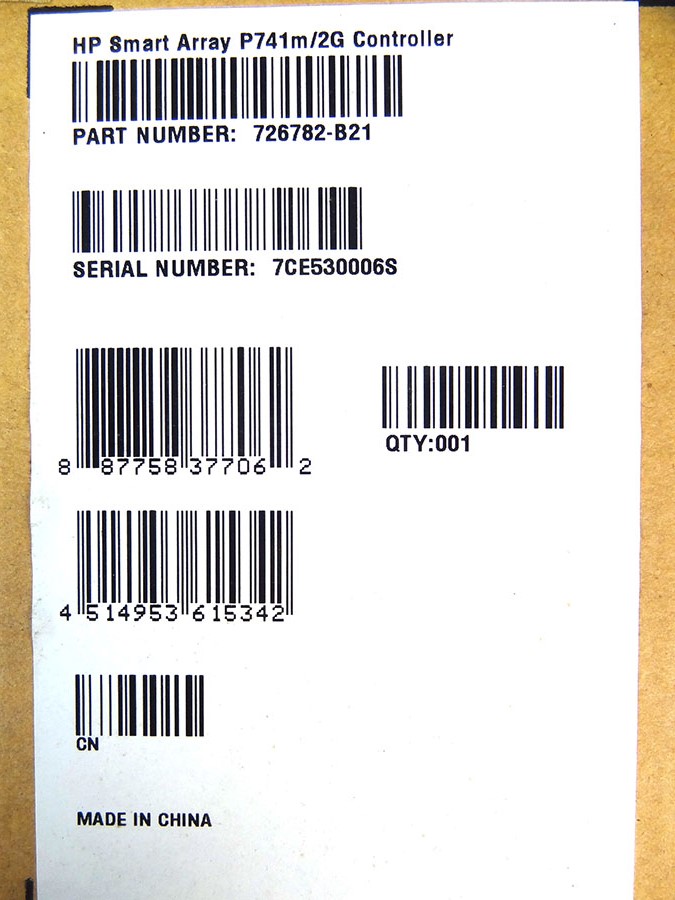 HP Smart Array P741m/2G Controller
PART NUMBER: 726782-B21
SERIAL NUMBER: 7CE530006S
8 87758 37706 2
QTY:001
4 514953 615342
CN
MADE IN CHINA